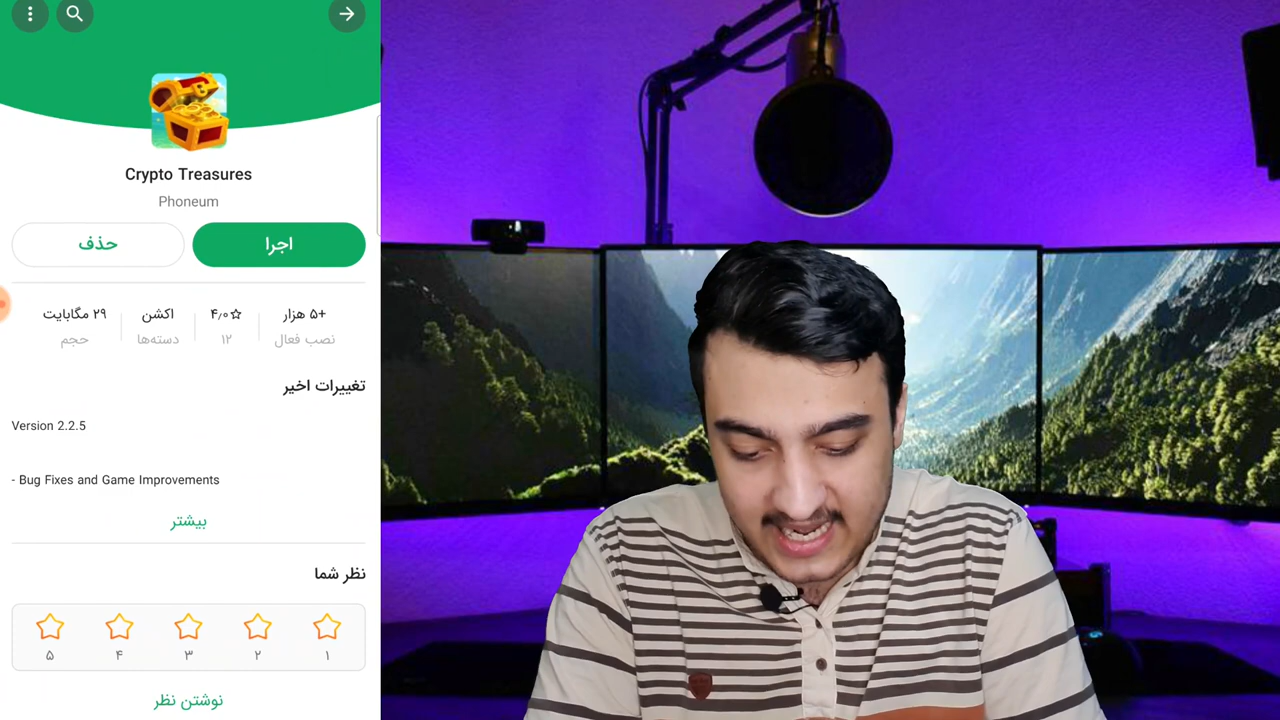 Crypto Treasures
Phoneum
اجرا
حذف
+۵ هزار
نصب فعال
۴٫۰
۱۲
اکشن
دسته‌ها
۲۹ مگابایت
حجم
تغییرات اخیر
Version 2.2.5
- Bug Fixes and Game Improvements
بیشتر
نظر شما
۱
۲
۳
۴
۵
نوشتن نظر